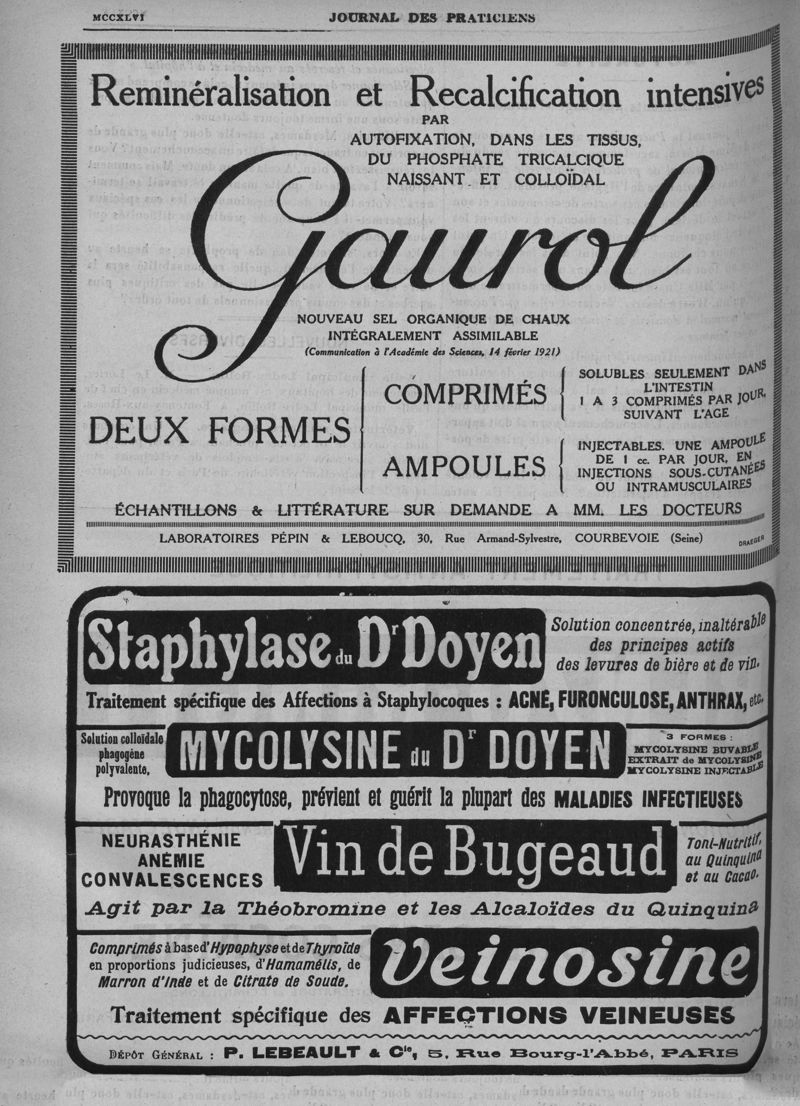 MCCXLVI
JOURNAL DES PRATICIENS
Reminéralisation et Recalcification intensives
PAR
AUTOFIXATION, DANS LES TISSUS,
DU PHOSPHATE TRICALCIQUE
NAISSANT ET COLLOÏDAL
Gaurol
NOUVEAU SEL ORGANIQUE DE CHAUX
INTÉGRALEMENT ASSIMILABLE
(Communication à l'Académie des Sciences, 14 février 1921)
DEUX FORMES
COMPRIMÉS
SOLUBLES SEULEMENT DANS
L'INTESTIN
1 A 3 COMPRIMÉS PAR JOUR,
SUIVANT L'AGE
AMPOULES
INJECTABLES. UNE AMPOULE
DE 1 cc. PAR JOUR, EN
INJECTIONS SOUS-CUTANÉES
OU INTRAMUSCULAIRES
ÉCHANTILLONS & LITTÉRATURE SUR DEMANDE A MM. LES DOCTEURS
LABORATOIRES PÉPIN & LEBOUCQ, 30, Rue Armand-Sylvestre, COURBEVOIE (Seine)
DRAEGER
Staphylase du Dr Doyen
Solution concentrée, inaltérable
des principes actifs
des levures de bière et de vin.
Traitement spécifique des Affections à Staphylocoques : ACNÉ, FURONCULOSE, ANTHRAX, etc.
Solution colloïdale
phagogène
polyvalente,
MYCOLYSINE du Dr DOYEN
3 FORMES :
MYCOLYSINE BUVABLE
EXTRAIT de MYCOLYSINE
MYCOLYSINE INJECTABLE
Provoque la phagocytose, prévient et guérit la plupart des MALADIES INFECTIEUSES
NEURASTHÉNIE
ANÉMIE
CONVALESCENCES
Vin de Bugeaud
Toni-Nutritif,
au Quinquina
et au Cacao.
Agit par la Théobromine et les Alcaloïdes du Quinquina
Comprimés à base d'Hypophyse et de Thyroïde
en proportions judicieuses, d'Hamamélis, de
Marron d'Inde et de Citrate de Soude.
Veinosine
Traitement spécifique des AFFECTIONS VEINEUSES
DÉPÔT GÉNÉRAL : P. LEBEAULT & Cie, 5, Rue Bourg-l'Abbé, PARIS